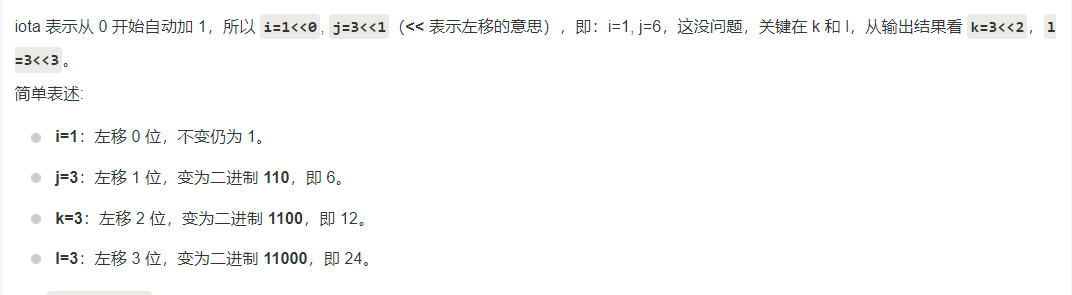 iota 表示从 0 开始自动加 1，所以 i=1<<0, j=3<<1（<< 表示左移的意思），即：i=1, j=6，这没问题，关键在 k 和 l，从输出结果看 k=3<<2，l
=3<<3。
简单表述:
i=1：左移 0 位，不变仍为 1。
j=3：左移 1 位，变为二进制 110，即 6。
k=3：左移 2 位，变为二进制 1100，即 12。
l=3：左移 3 位，变为二进制 11000，即 24。